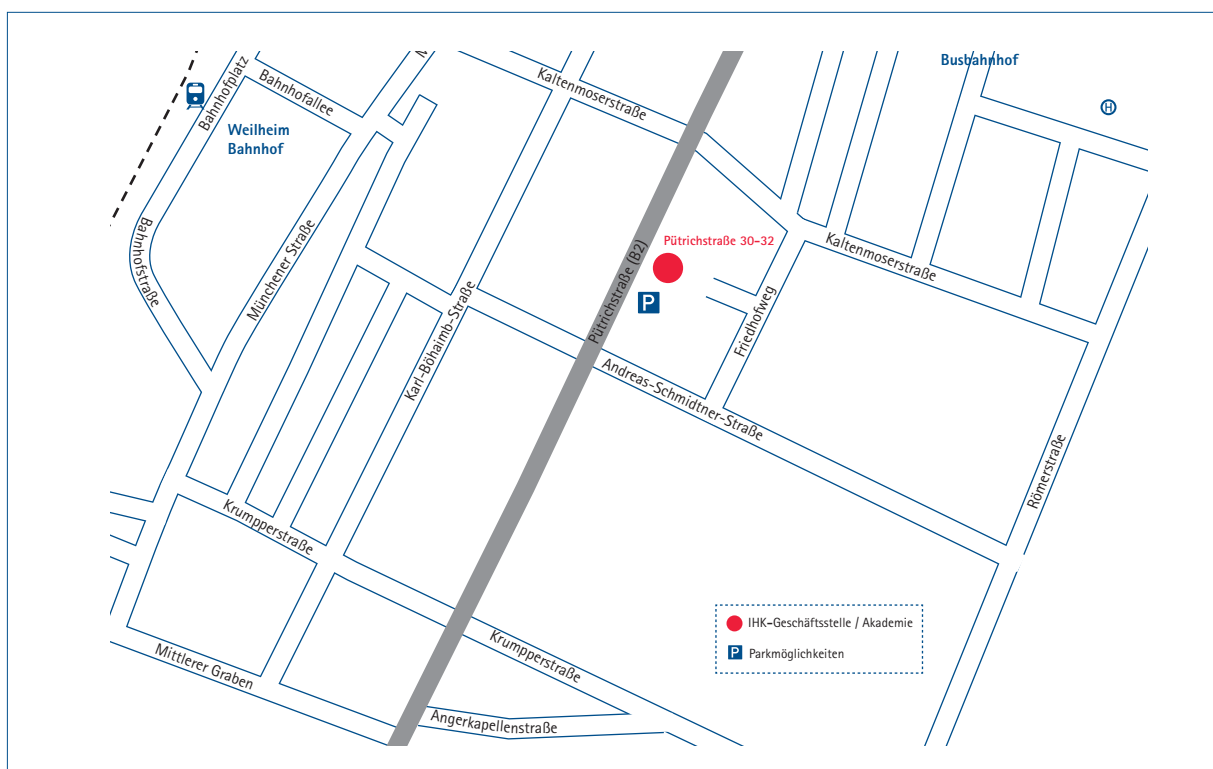 Busbahnhof
H
Bahnhofplatz
Bahnhofallee
Kaltenmoserstraße
Weilheim
Bahnhof
Bahnhofstraße
Münchener Straße
Pütrichstraße 30-32
Pütrichstraße (B2)
P
Kaltenmoserstraße
Friedhofweg
Karl-Böhaimb-Straße
Andreas-Schmidtner-Straße
Römerstraße
Krumpperstraße
Krumpperstraße
Mittlerer Graben
Angerkapellenstraße
IHK-Geschäftsstelle / Akademie
P Parkmöglichkeiten